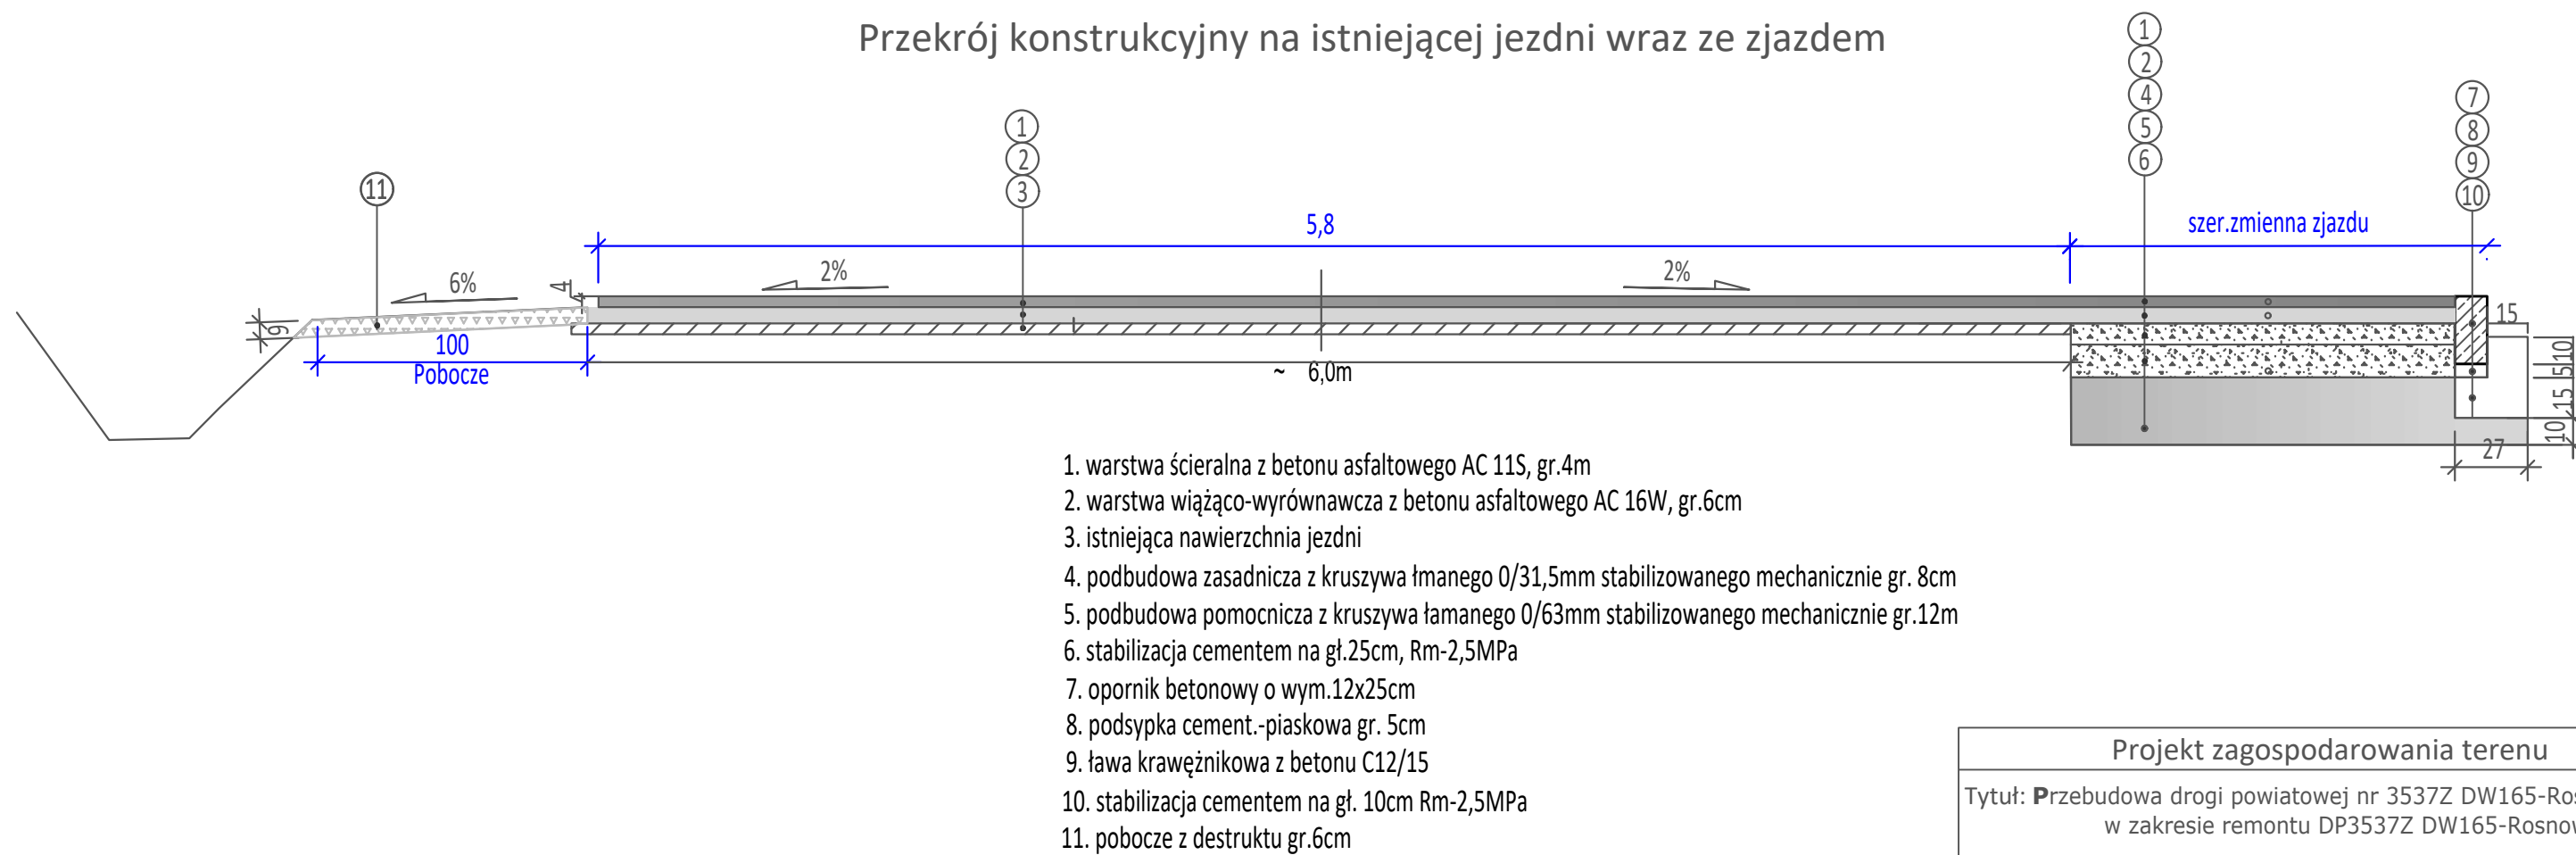 Przekrój konstrukcyjny na istniejącej jezdni wraz ze zjazdem
1
2
4
5
6
7
8
9
10
1
2
3
11
5,8
szer.zmienna zjazdu
6%
4
2%
2%
9
100
Pobocze
~ 6,0m
15
10
5
15
10
27
1. warstwa ścieralna z betonu asfaltowego AC 11S, gr.4m
2. warstwa wiążąco-wyrównawcza z betonu asfaltowego AC 16W, gr.6cm
3. istniejąca nawierzchnia jezdni
4. podbudowa zasadnicza z kruszywa łmanego 0/31,5mm stabilizowanego mechanicznie gr. 8cm
5. podbudowa pomocnicza z kruszywa łamanego 0/63mm stabilizowanego mechanicznie gr.12m
6. stabilizacja cementem na gł.25cm, Rm-2,5MPa
7. opornik betonowy o wym.12x25cm
8. podsypka cement.-piaskowa gr. 5cm
9. ława krawężnikowa z betonu C12/15
10. stabilizacja cementem na gł. 10cm Rm-2,5MPa
11. pobocze z destruktu gr.6cm
Projekt zagospodarowania terenu
Tytuł: Przebudowa drogi powiatowej nr 3537Z
w zakresie remontu DP3537Z